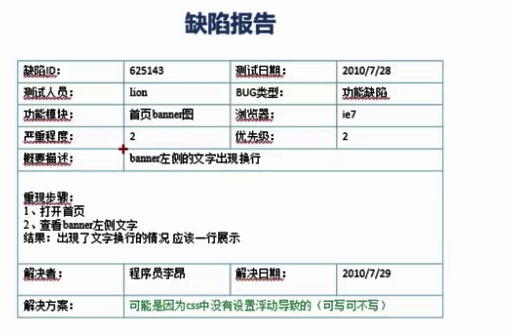 缺陷报告
缺陷ID： 625143 测试日期： 2010/7/28
测试人员： lion BUG类型： 功能缺陷
功能模块： 首页banner图 浏览器： ie7
严重程度： 2 优先级： 2
概要描述： banner左侧的文字出现换行
重现步骤：
1、打开首页
2、查看banner左侧文字
结果：出现了文字换行的情况 应该一行展示
解决者： 程序员李昂 解决日期： 2010/7/29
解决方案： 可能是因为css中没有设置浮动导致的（可写可不写）